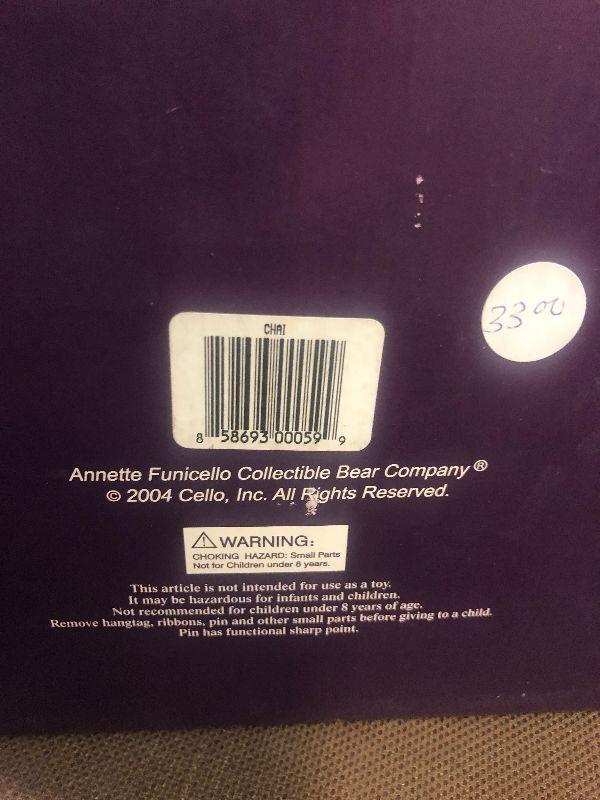 33 00
CHAI
8 58693 00059 9
Annette Funicello Collectible Bear Company ®
© 2004 Cello, Inc. All Rights Reserved.
⚠ WARNING:
CHOKING HAZARD: Small Parts
Not for Children under 8 years.
This article is not intended for use as a toy.
It may be hazardous for infants and children.
Not recommended for children under 8 years of age.
Remove hangtag, ribbons, pin and other small parts before giving to a child.
Pin has functional sharp point.